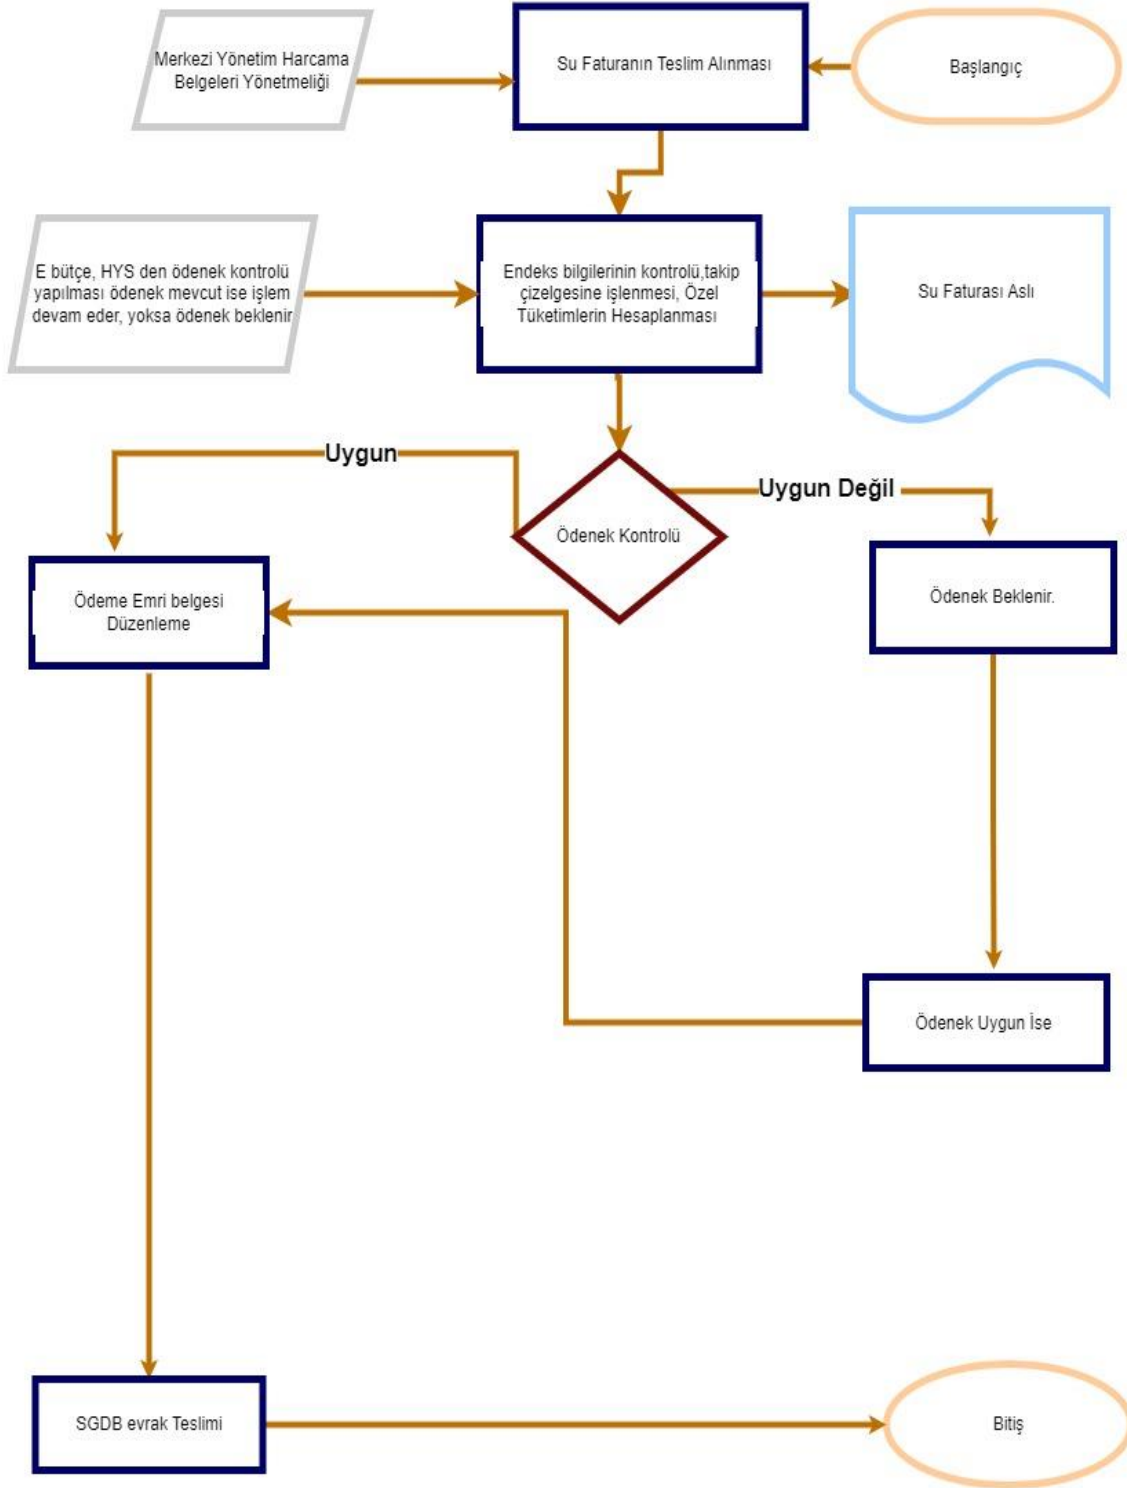 Merkezi Yönetim Harcama
Belgeleri Yönetmeliği
Su Faturanın Teslim Alınması
Başlangıç
E bütçe, HYS den ödenek kontrolü
yapılması ödenek mevcut ise işlem
devam eder, yoksa ödenek beklenir
Endeks bilgilerinin kontrolü,takip
çizelgesine işlenmesi, Özel
Tüketimlerin Hesaplanması
Su Faturası Aslı
Uygun
Uygun Değil
Ödenek Kontrolü
Ödeme Emri belgesi
Düzenleme
Ödenek Beklenir.
Ödenek Uygun İse
SGDB evrak Teslimi
Bitiş